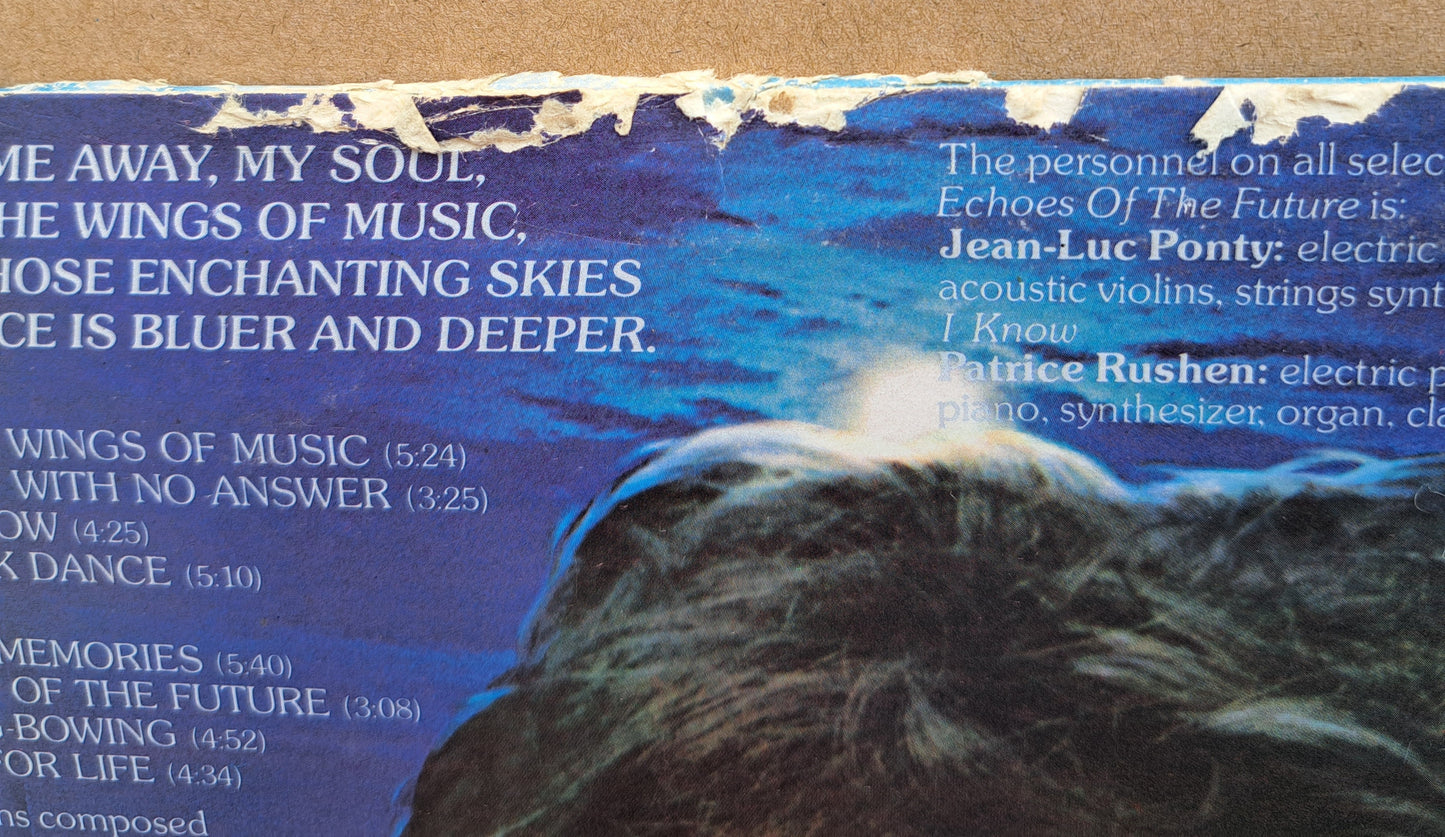 ME AWAY, MY SOUL,
HE WINGS OF MUSIC,
HOSE ENCHANTING SKIES
CE IS BLUER AND DEEPER.
WINGS OF MUSIC (5:24)
WITH NO ANSWER (3:25)
OW (4:25)
K DANCE (5:10)
MEMORIES (5:40)
OF THE FUTURE (3:08)
-BOWING (4:52)
FOR LIFE (4:34)
ns composed
The personnel on all selec
Echoes Of The Future is:
Jean-Luc Ponty: electric
acoustic violins, strings synt
I Know
Patrice Rushen: electric p
piano, synthesizer, organ, cla